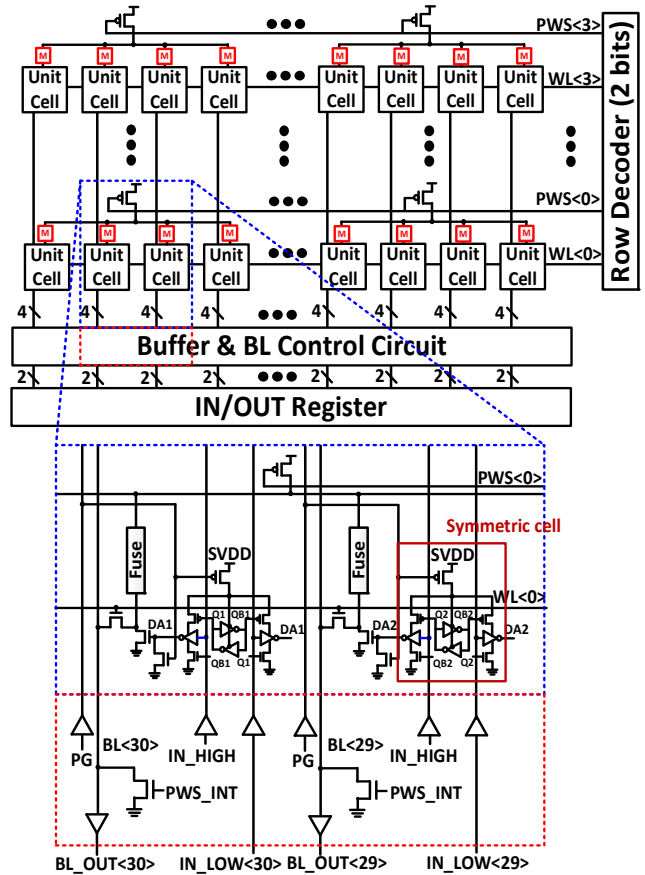 PWS<3>
M M M M M M M M
Unit Cell Unit Cell Unit Cell Unit Cell Unit Cell Unit Cell Unit Cell Unit Cell
WL<3>
Row Decoder (2 bits)
PWS<0>
M M M M M M M M
Unit Cell Unit Cell Unit Cell Unit Cell Unit Cell Unit Cell Unit Cell Unit Cell
WL<0>
4 4 4 4 4 4 4 4
Buffer & BL Control Circuit
2 2 2 2 2 2 2 2
IN/OUT Register
PWS<0>
Symmetric cell
Fuse SVDD Fuse SVDD
WL<0>
DA1 Q1 QB1 DA2 Q2 QB2
DA1 DA2
QB1 Q1 QB2 Q2
BL<30> BL<29>
PG IN_HIGH PG IN_HIGH
PWS_INT PWS_INT
BL_OUT<30> IN_LOW<30> BL_OUT<29> IN_LOW<29>